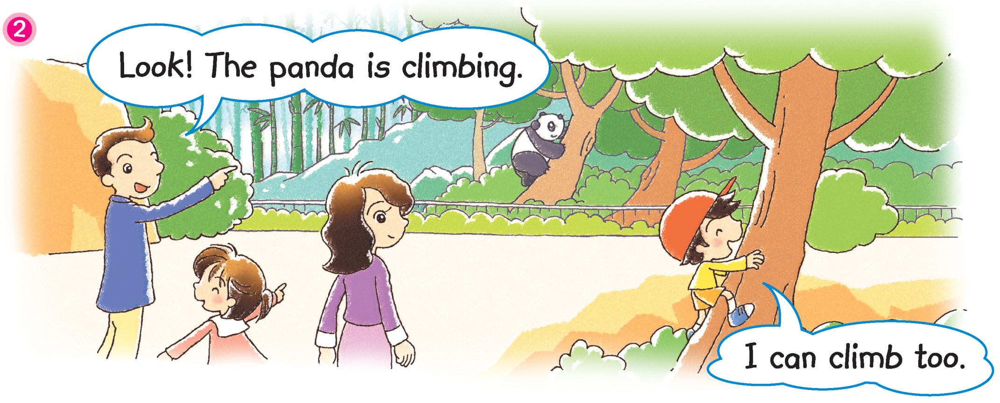 2
Look! The panda is climbing.
I can climb too.